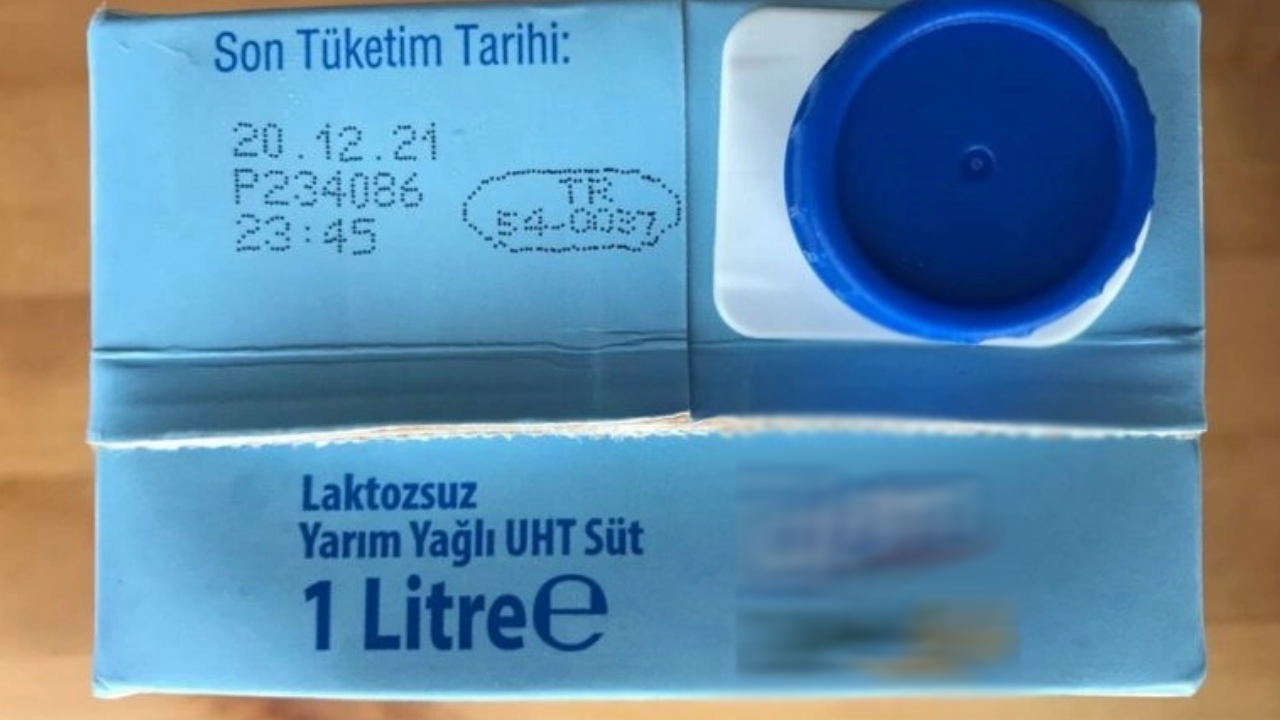 Son Tüketim Tarihi:
20.12.21
P234086
23:45
TR
54-0037
Laktozsuz
Yarım Yağlı UHT Süt
1 Litre℮